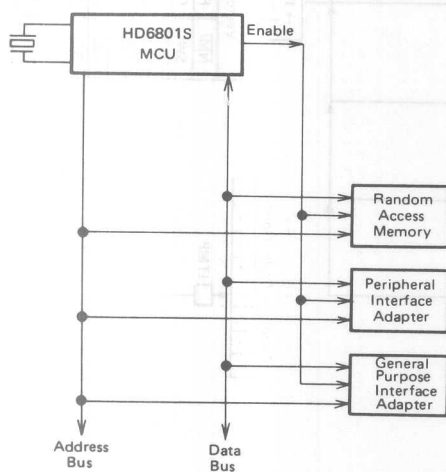 HD6801S
MCU
Enable
Random
Access
Memory
Peripheral
Interface
Adapter
General
Purpose
Interface
Adapter
Address
Bus
Data
Bus